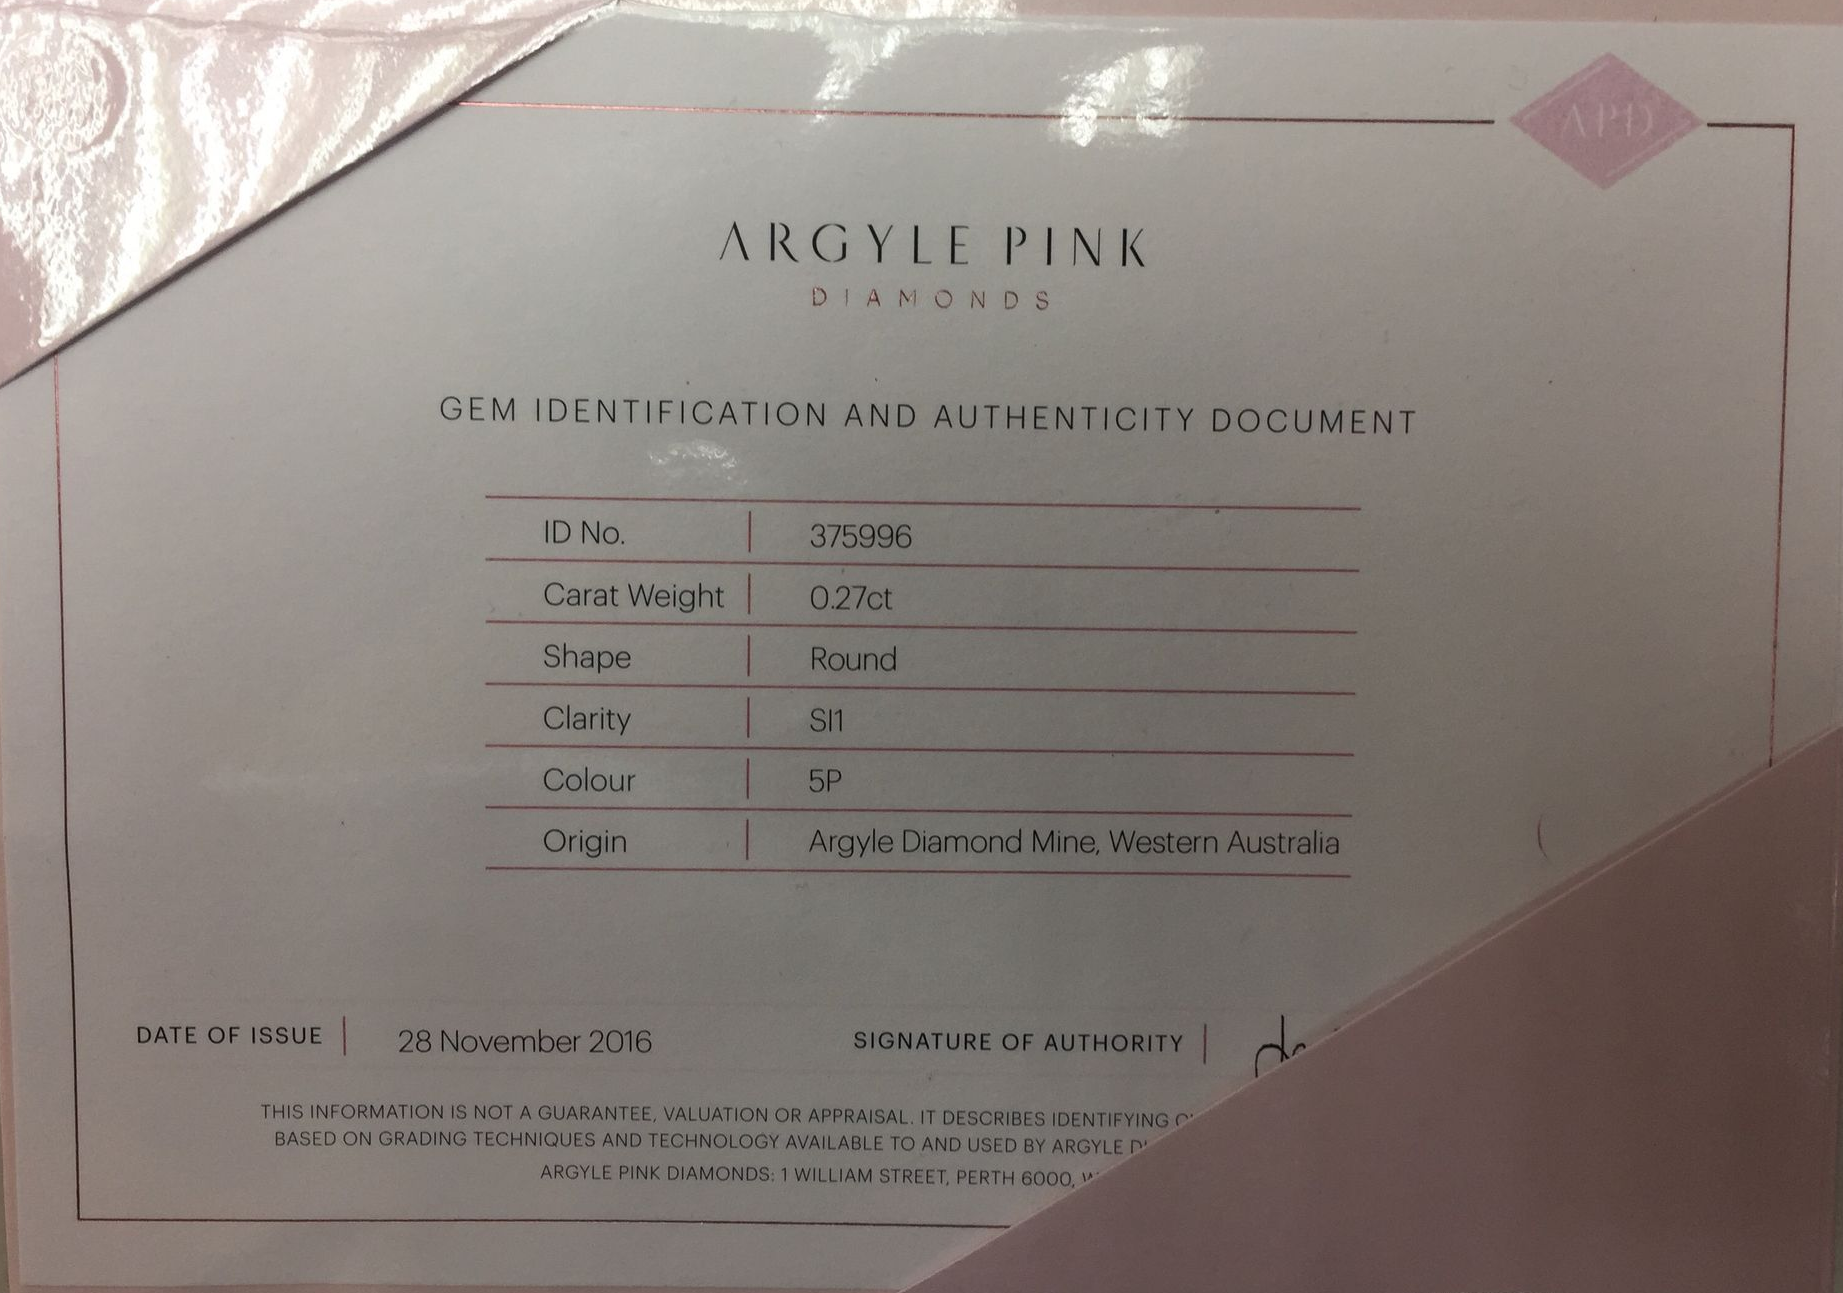 APD
ARGYLE PINK
DIAMONDS
GEM IDENTIFICATION AND AUTHENTICITY DOCUMENT
ID No. 375996
Carat Weight 0.27ct
Shape Round
Clarity SI1
Colour 5P
Origin Argyle Diamond Mine, Western Australia
DATE OF ISSUE 28 November 2016 SIGNATURE OF AUTHORITY
THIS INFORMATION IS NOT A GUARANTEE, VALUATION OR APPRAISAL. IT DESCRIBES IDENTIFYING
BASED ON GRADING TECHNIQUES AND TECHNOLOGY AVAILABLE TO AND USED BY ARGYLE
ARGYLE PINK DIAMONDS: 1 WILLIAM STREET, PERTH 6000,